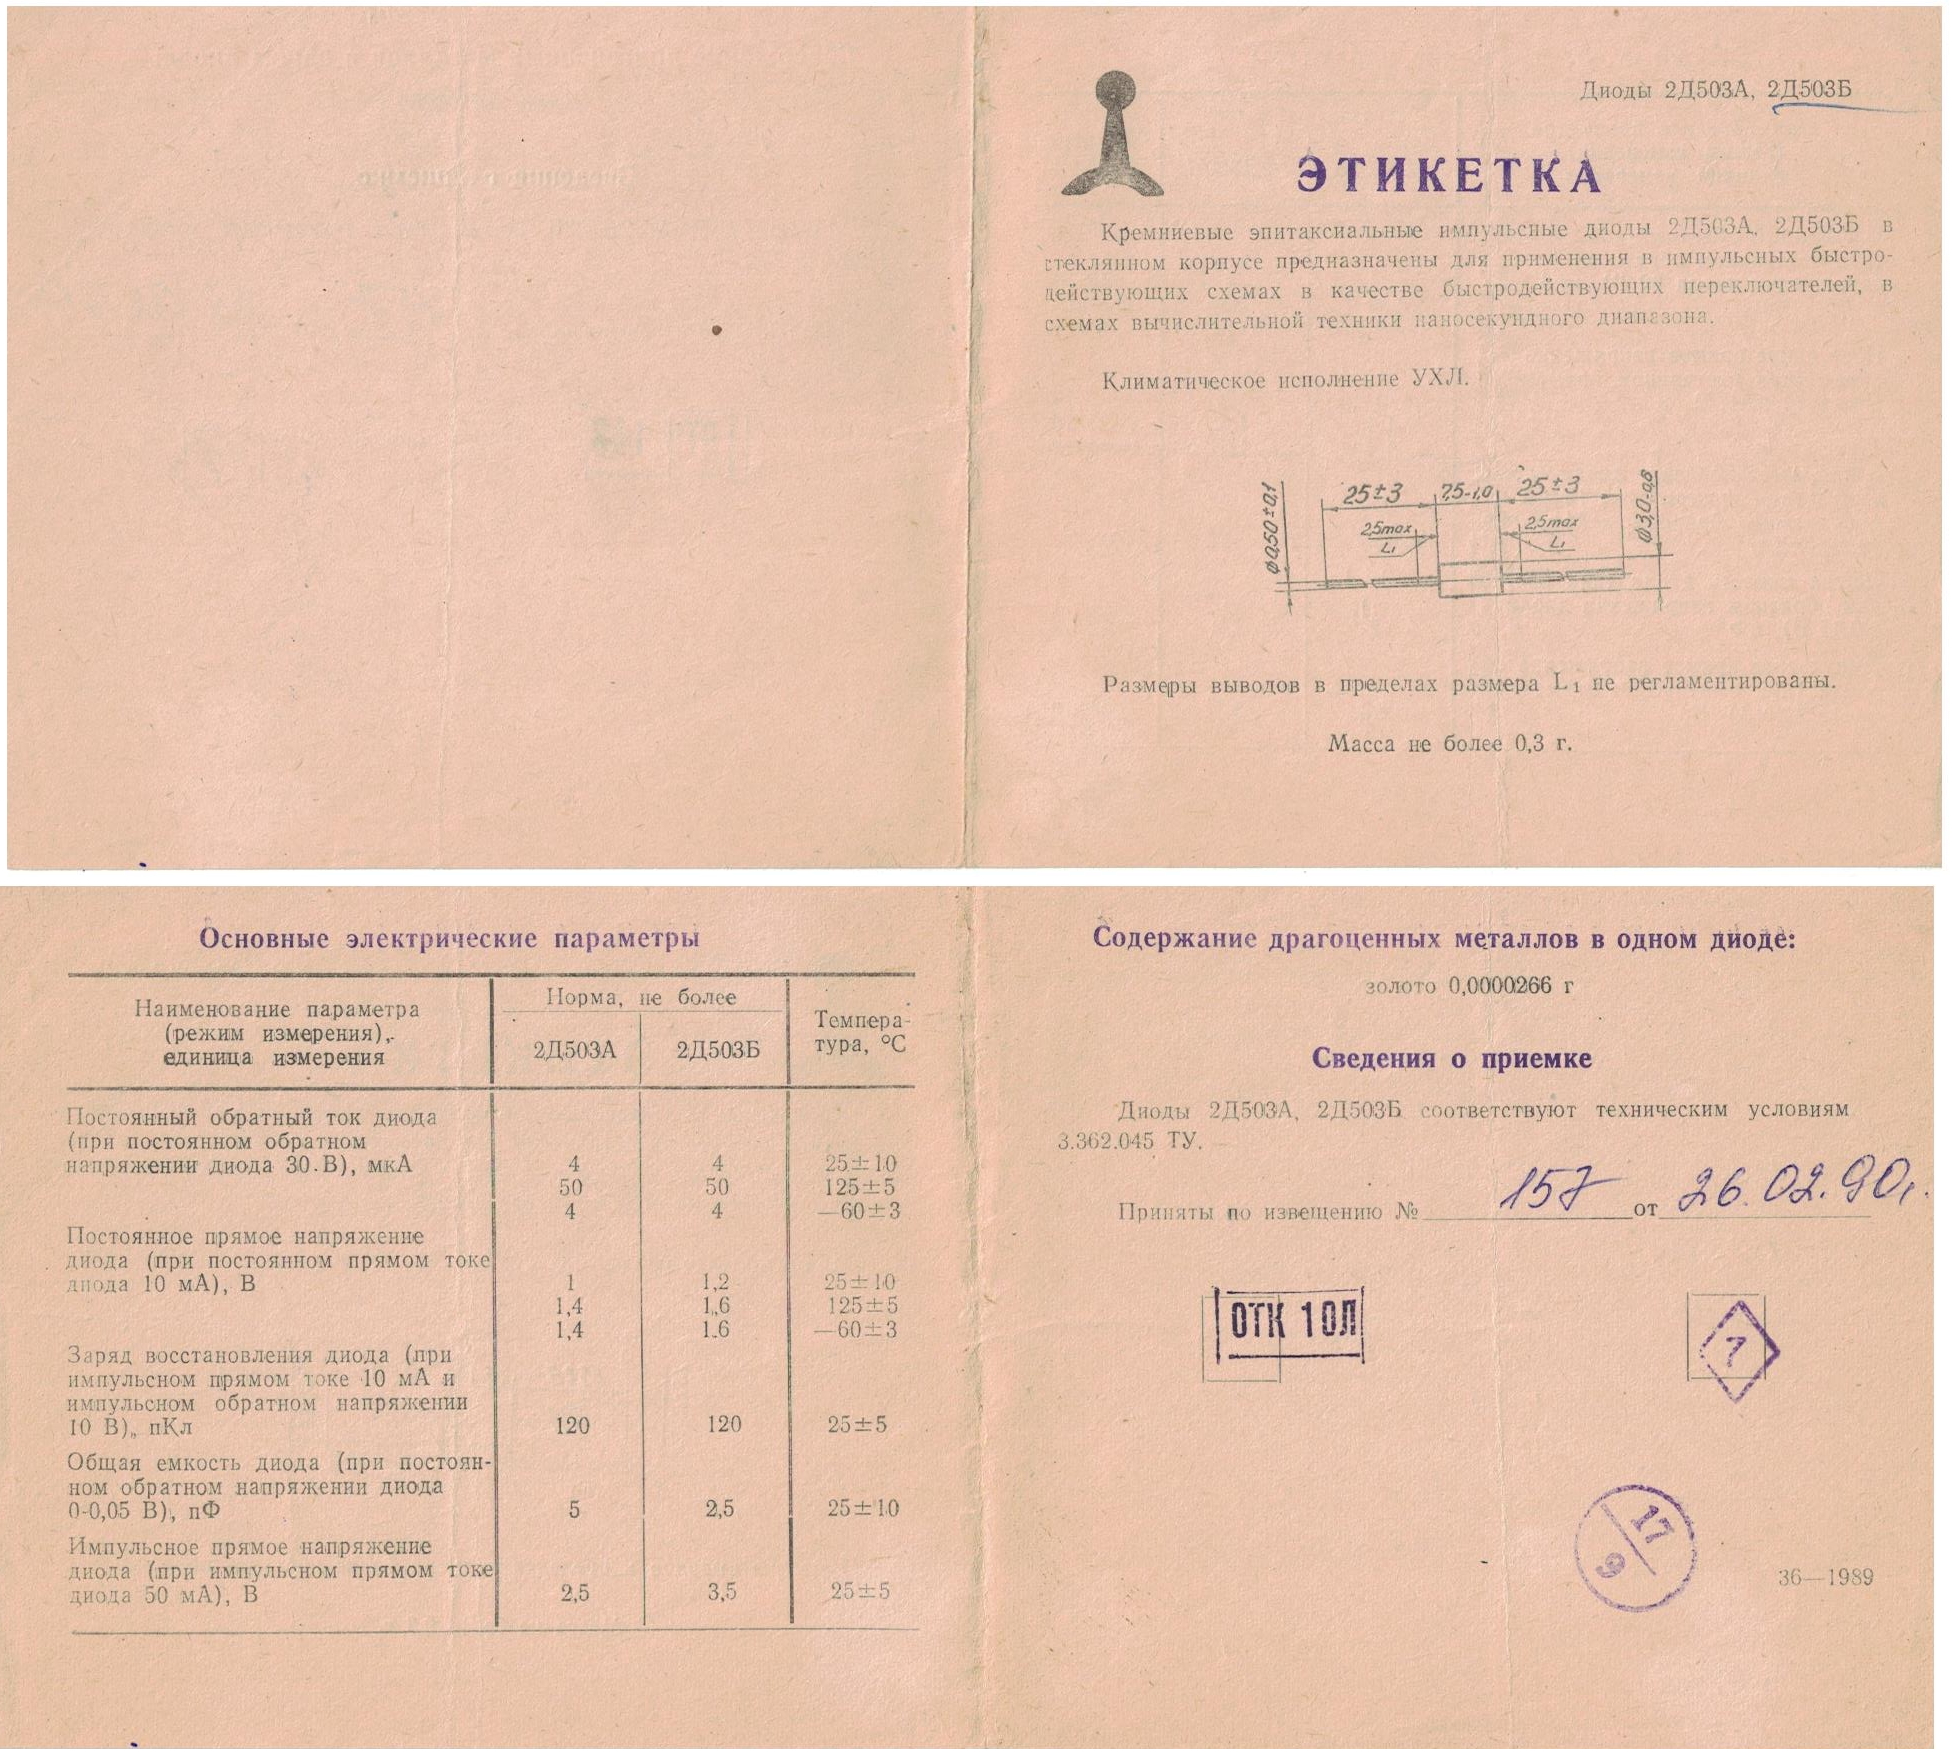 Диоды 2Д503А, 2Д503Б
ЭТИКЕТКА
Кремниевые эпитаксиальные импульсные диоды 2Д503А, 2Д503Б в
стеклянном корпусе предназначены для применения в импульсных быстро-
действующих схемах в качестве быстродействующих переключателей, в
схемах вычислительной техники наносекундного диапазона.
Климатическое исполнение УХЛ.
25±3 7,5-1,0 25±3
ϕ0,50±0,1
ϕ3,0-0,8
2,5max 2,5max
L1 L1
Размеры выводов в пределах размера L1 не регламентированы.
Масса не более 0,3 г.
Основные электрические параметры
Наименование параметра
(режим измерения),
единица измерения
Норма, не более
2Д503А 2Д503Б
Темпера-
тура, °С
Постоянный обратный ток диода
(при постоянном обратном
напряжении диода 30 В), мкА 4 4 25±10
50 50 125±5
4 4 —60±3
Постоянное прямое напряжение
диода (при постоянном прямом токе
диода 10 мА), В 1 1,2 25±10
1,4 1,6 125±5
1,4 1.6 —60±3
Заряд восстановления диода (при
импульсном прямом токе 10 мА и
импульсном обратном напряжении
10 В),, пКл 120 120 25±5
Общая емкость диода (при постоян-
ном обратном напряжении диода
0-0,05 В), пФ 5 2,5 25±10
Импульсное прямое напряжение
диода (при импульсном прямом токе
диода 50 мА), В 2,5 3,5 25±5
Содержание драгоценных металлов в одном диоде:
золото 0,0000266 г
Сведения о приемке
Диоды 2Д503А, 2Д503Б соответствуют техническим условиям
3.362.045 ТУ.
Приняты по извещению № 157 от 26.02.90г.
ОТК 10Л
7
17
9
36—1989